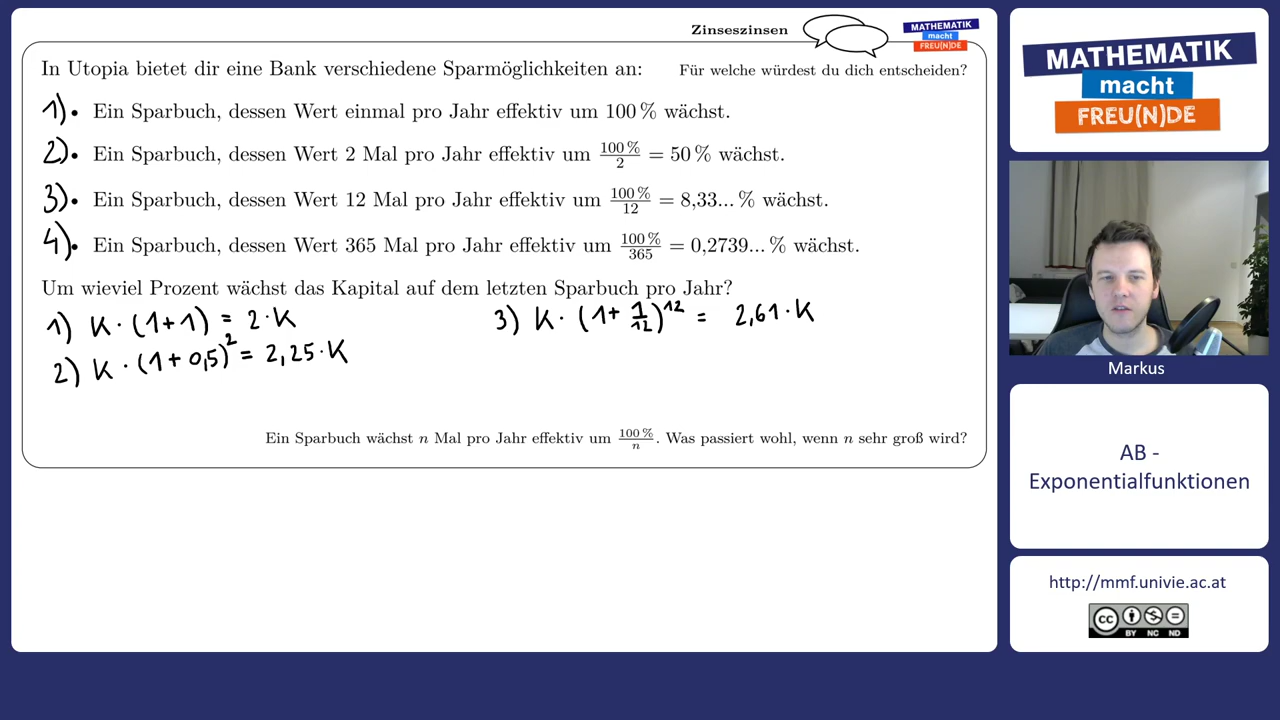 Zinseszinsen
MATHEMATIK
macht
FREU(N)DE
In Utopia bietet dir eine Bank verschiedene Sparmöglichkeiten an: Für welche würdest du dich entscheiden?
1) • Ein Sparbuch, dessen Wert einmal pro Jahr effektiv um 100 % wächst.
2) • Ein Sparbuch, dessen Wert 2 Mal pro Jahr effektiv um 100 %/2 = 50 % wächst.
3) • Ein Sparbuch, dessen Wert 12 Mal pro Jahr effektiv um 100 %/12 = 8,33... % wächst.
4) • Ein Sparbuch, dessen Wert 365 Mal pro Jahr effektiv um 100 %/365 = 0,2739... % wächst.
Um wieviel Prozent wächst das Kapital auf dem letzten Sparbuch pro Jahr?
1) K · (1+1) = 2 · K
2) K · (1 + 0,5)² = 2,25 · K
3) K · (1 + 1/12)¹² = 2,61 · K
Ein Sparbuch wächst n Mal pro Jahr effektiv um 100 %/n. Was passiert wohl, wenn n sehr groß wird?
MATHEMATIK
macht
FREU(N)DE
Markus
AB -
Exponentialfunktionen
http://mmf.univie.ac.at
CC BY NC ND